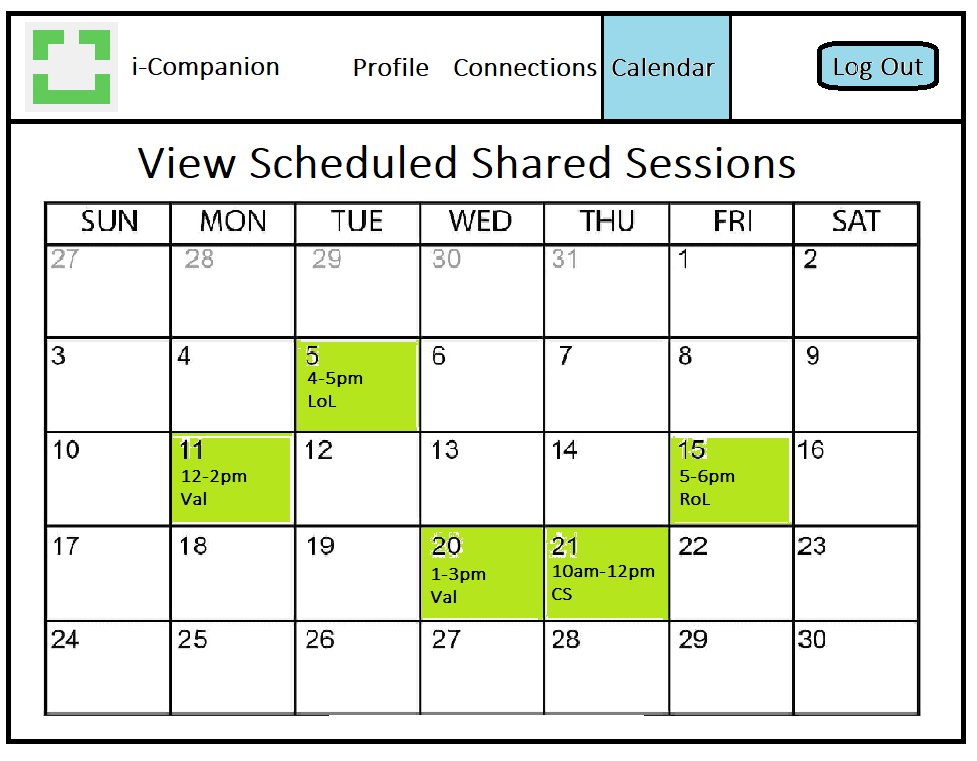 i-Companion Profile Connections Calendar Log Out
View Scheduled Shared Sessions
SUN MON TUE WED THU FRI SAT
27 28 29 30 31 1 2
3 4 5 6 7 8 9
4-5pm
LoL
10 11 12 13 14 15 16
12-2pm 5-6pm
Val RoL
17 18 19 20 21 22 23
1-3pm 10am-12pm
Val CS
24 25 26 27 28 29 30